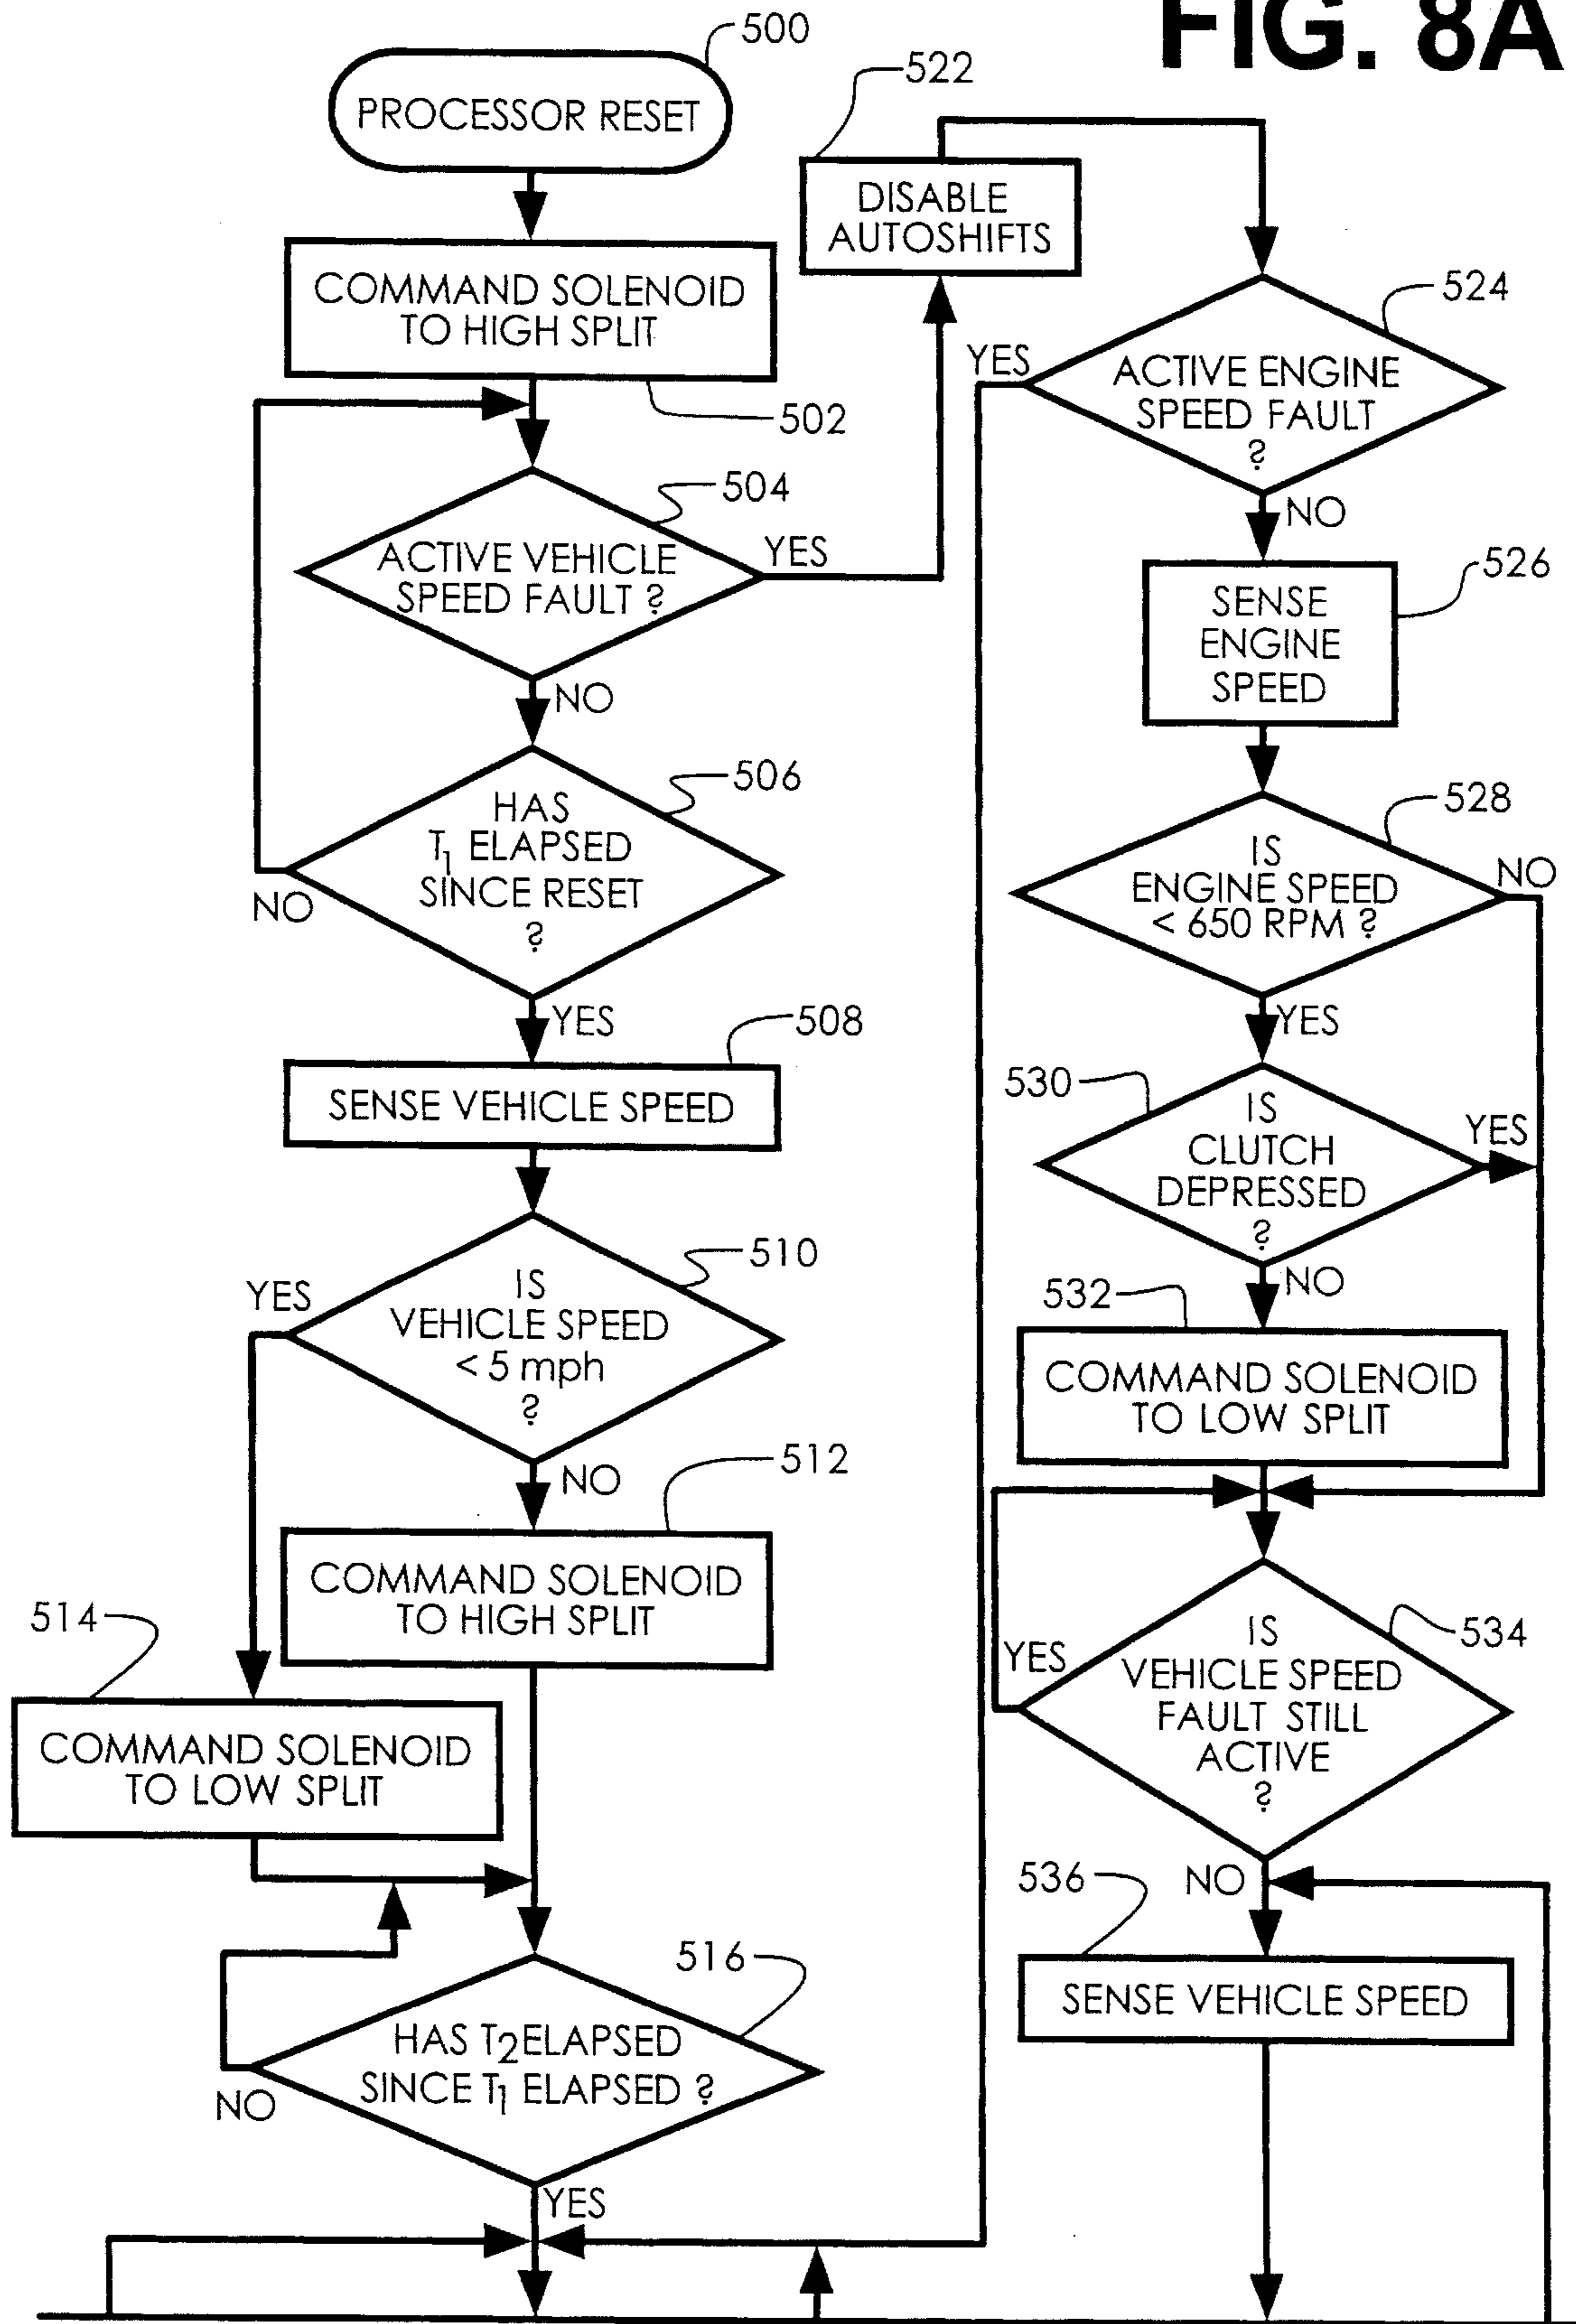 FIG. 8A
500
PROCESSOR RESET
COMMAND SOLENOID
TO HIGH SPLIT
502
504
ACTIVE VEHICLE
SPEED FAULT ?
YES
NO
506
HAS
T1 ELAPSED
SINCE RESET
?
NO
YES
508
SENSE VEHICLE SPEED
510
IS
VEHICLE SPEED
< 5 mph
?
YES
NO
512
COMMAND SOLENOID
TO HIGH SPLIT
514
COMMAND SOLENOID
TO LOW SPLIT
516
HAS T2 ELAPSED
SINCE T1 ELAPSED ?
NO
YES
522
DISABLE
AUTOSHIFTS
524
ACTIVE ENGINE
SPEED FAULT
?
YES
NO
526
SENSE
ENGINE
SPEED
528
IS
ENGINE SPEED
< 650 RPM ?
NO
YES
530
IS
CLUTCH
DEPRESSED
?
YES
NO
532
COMMAND SOLENOID
TO LOW SPLIT
534
IS
VEHICLE SPEED
FAULT STILL
ACTIVE
?
YES
NO
536
SENSE VEHICLE SPEED